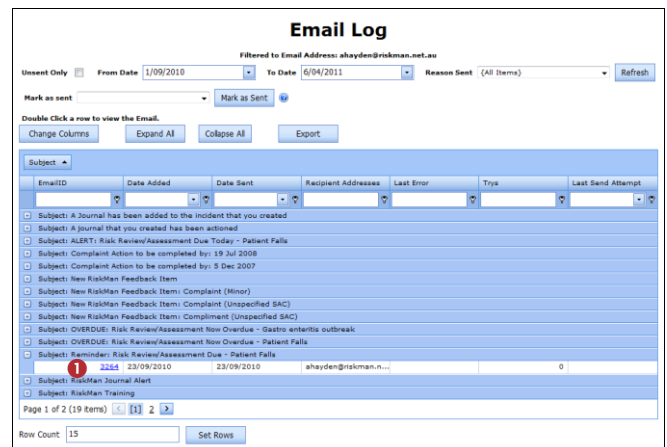 Email Log
Filtered to Email Address: ahayden@riskman.net.au
Unsent Only From Date 1/09/2010 To Date 6/04/2011 Reason Sent {All Items} Refresh
Mark as sent Mark as Sent
Double Click a row to view the Email.
Change Columns Expand All Collapse All Export
Subject
EmailID Date Added Date Sent Recipient Addresses Last Error Trys Last Send Attempt
Subject: A Journal has been added to the incident that you created
Subject: A journal that you created has been actioned
Subject: ALERT: Risk Review/Assessment Due Today - Patient Falls
Subject: Complaint Action to be completed by: 19 Jul 2008
Subject: Complaint Action to be completed by: 5 Dec 2007
Subject: New RiskMan Feedback Item
Subject: New RiskMan Feedback Item: Complaint (Minor)
Subject: New RiskMan Feedback Item: Complaint (Unspecified SAC)
Subject: New RiskMan Feedback Item: Compliment (Unspecified SAC)
Subject: OVERDUE: Risk Review/Assessment Now Overdue - Gastro enteritis outbreak
Subject: OVERDUE: Risk Review/Assessment Now Overdue - Patient Falls
Subject: Reminder: Risk Review/Assessment Due - Patient Falls
1 3264 23/09/2010 23/09/2010 ahayden@riskman.n... 0
Subject: RiskMan Journal Alert
Subject: RiskMan Training
Page 1 of 2 (19 items) < [1] 2 >
Row Count 15 Set Rows